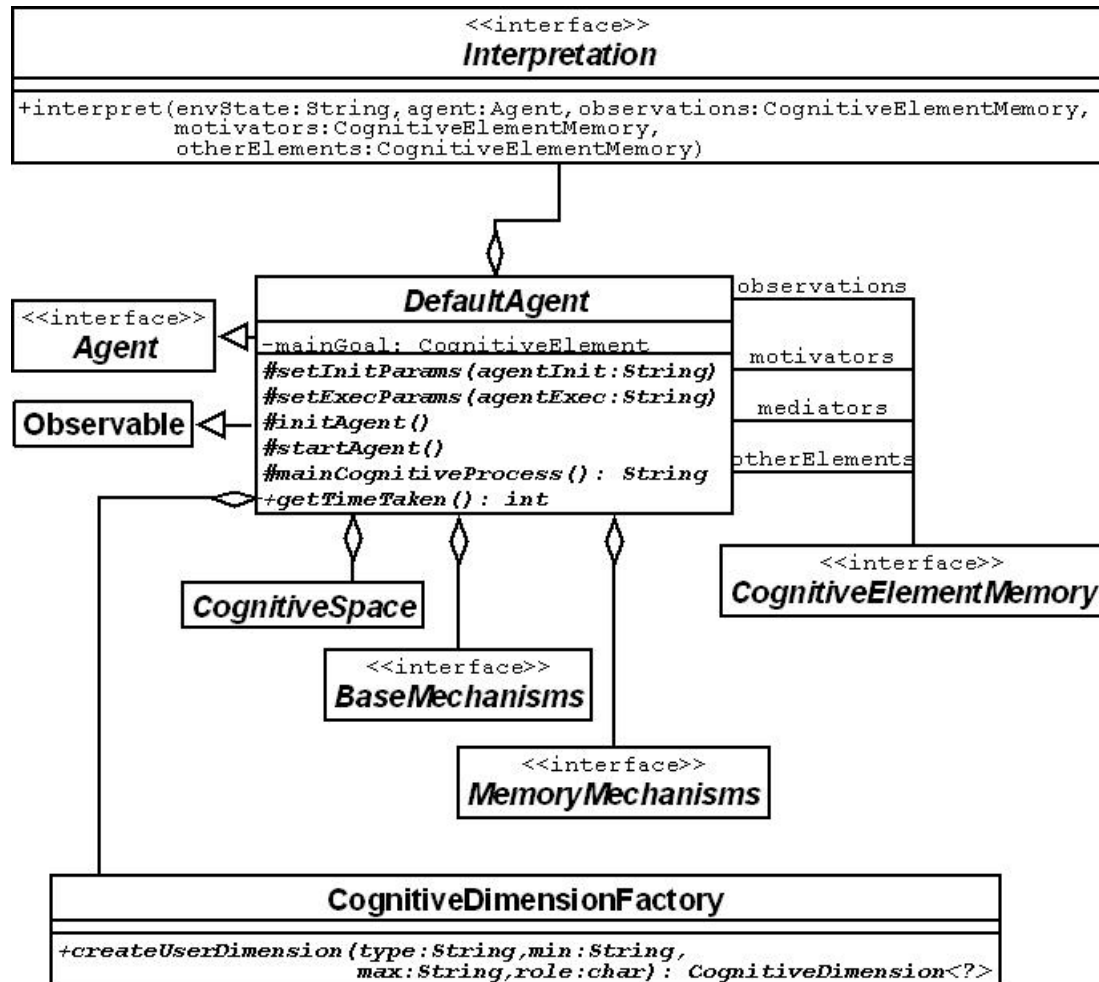 <<interface>>
Interpretation
+interpret(envState:String,agent:Agent,observations:CognitiveElementMemory,
motivators:CognitiveElementMemory,
otherElements:CognitiveElementMemory)
<<interface>>
Agent
Observable
DefaultAgent
-mainGoal: CognitiveElement
#setInitParams(agentInit:String)
#setExecParams(agentExec:String)
#initAgent()
#startAgent()
#mainCognitiveProcess(): String
+getTimeTaken(): int
observations
motivators
mediators
otherElements
<<interface>>
CognitiveElementMemory
CognitiveSpace
<<interface>>
BaseMechanisms
<<interface>>
MemoryMechanisms
CognitiveDimensionFactory
+createUserDimension(type:String,min:String,
max:String,role:char): CognitiveDimension<?>